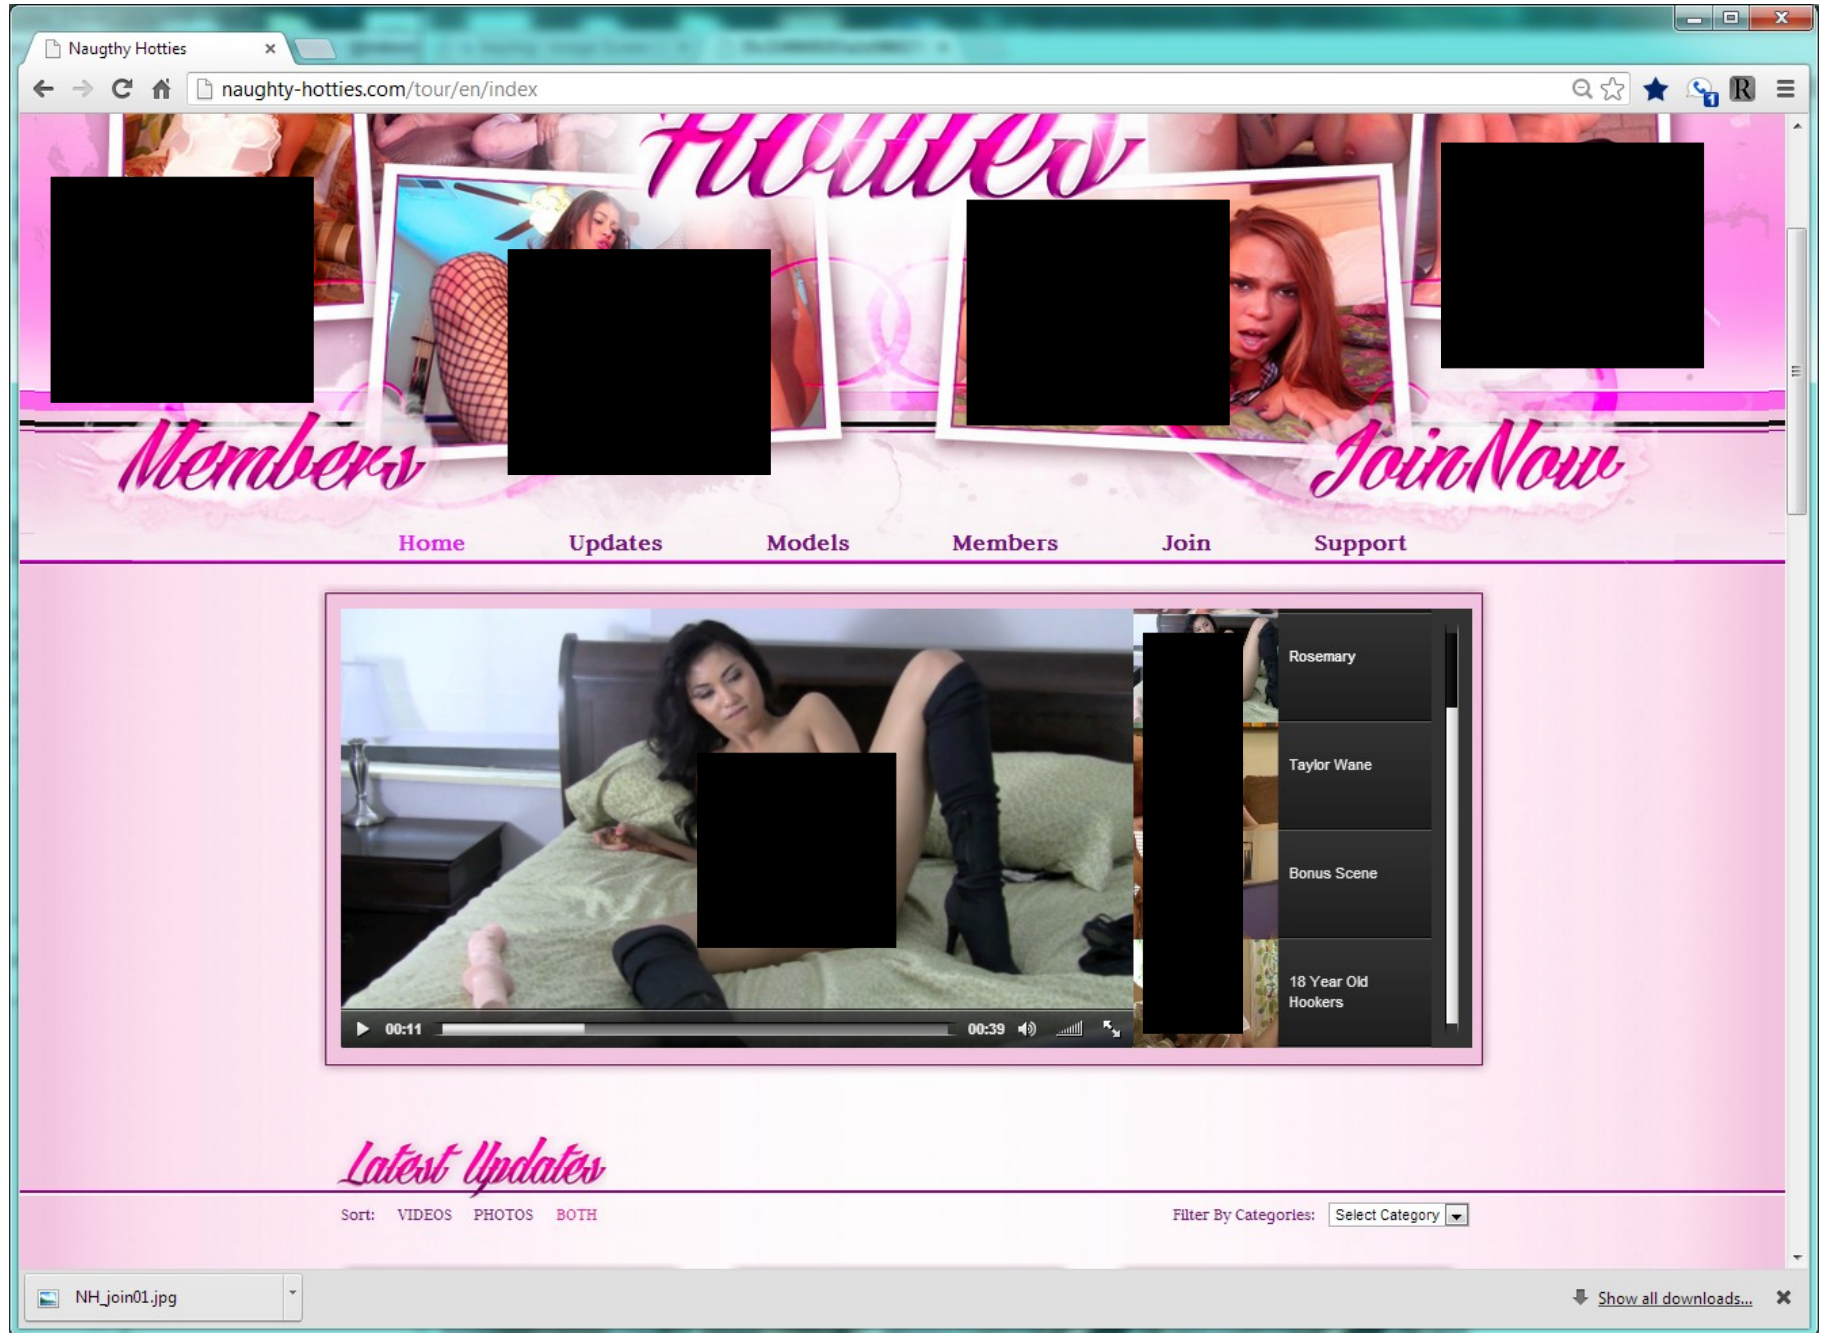 Naugthy Hotties
naughty-hotties.com/tour/en/index
Hotties
Members
JoinNow
Home Updates Models Members Join Support
Rosemary
Taylor Wane
Bonus Scene
18 Year Old
Hookers
00:11 00:39
Latest Updates
Sort: VIDEOS PHOTOS BOTH Filter By Categories: Select Category
NH_join01.jpg Show all downloads...